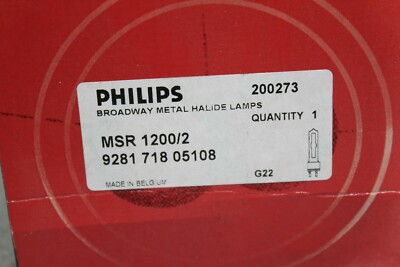 PHILIPS 200273
BROADWAY METAL HALIDE LAMPS
QUANTITY 1
MSR 1200/2
9281 718 05108
MADE IN BELGIUM
G22